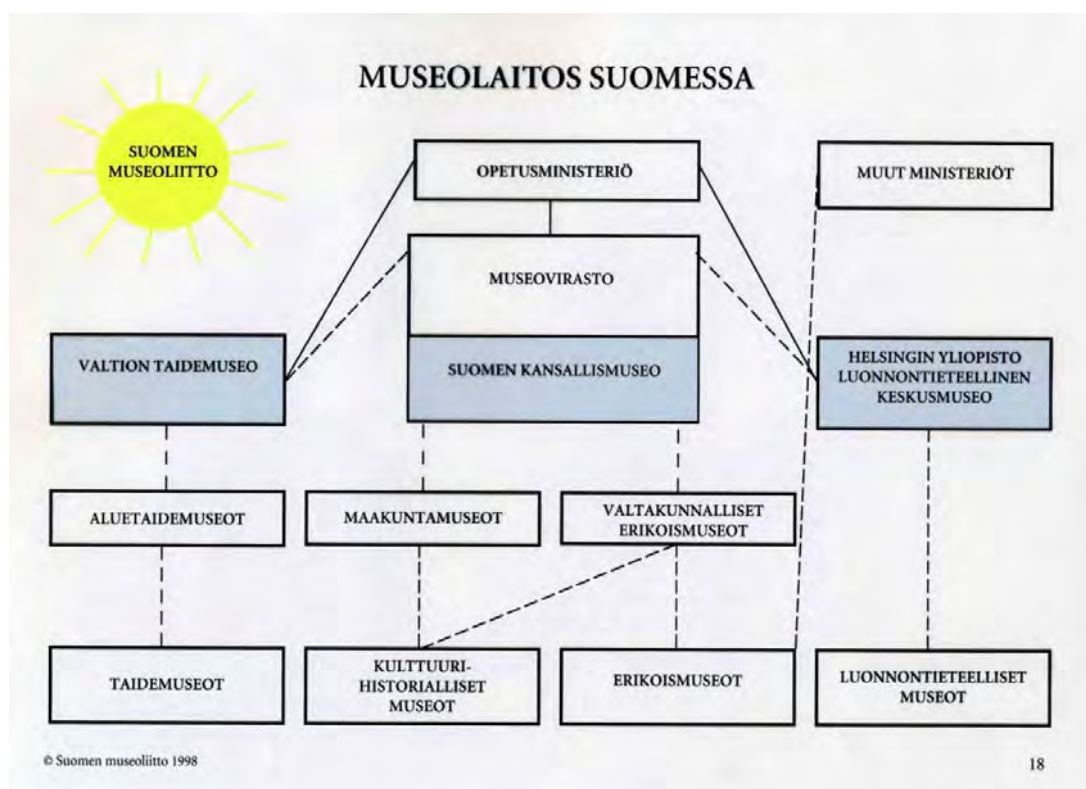 MUSEOLAITOS SUOMESSA
SUOMEN
MUSEOLIITTO
OPETUSMINISTERIÖ
MUUT MINISTERIÖT
MUSEOVIRASTO
VALTION TAIDEMUSEO
SUOMEN KANSALLISMUSEO
HELSINGIN YLIOPISTO
LUONNONTIETEELLINEN
KESKUSMUSEO
ALUETAIDEMUSEOT
MAAKUNTAMUSEOT
VALTAKUNNALLISET
ERIKOISMUSEOT
TAIDEMUSEOT
KULTTUURI-
HISTORIALLISET
MUSEOT
ERIKOISMUSEOT
LUONNONTIETEELLISET
MUSEOT
© Suomen museoliitto 1998
18